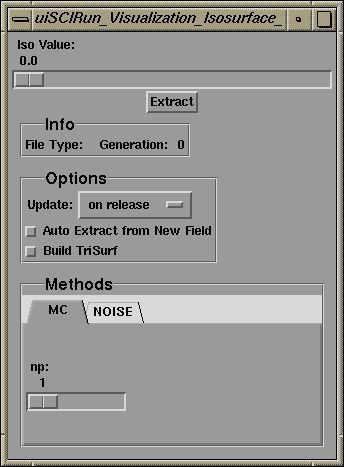 uiSCIRun_Visualization_Isosurface_
Iso Value:
0.0
Extract
Info
File Type: Generation: 0
Options
Update: on release
Auto Extract from New Field
Build TriSurf
Methods
MC NOISE
np:
1